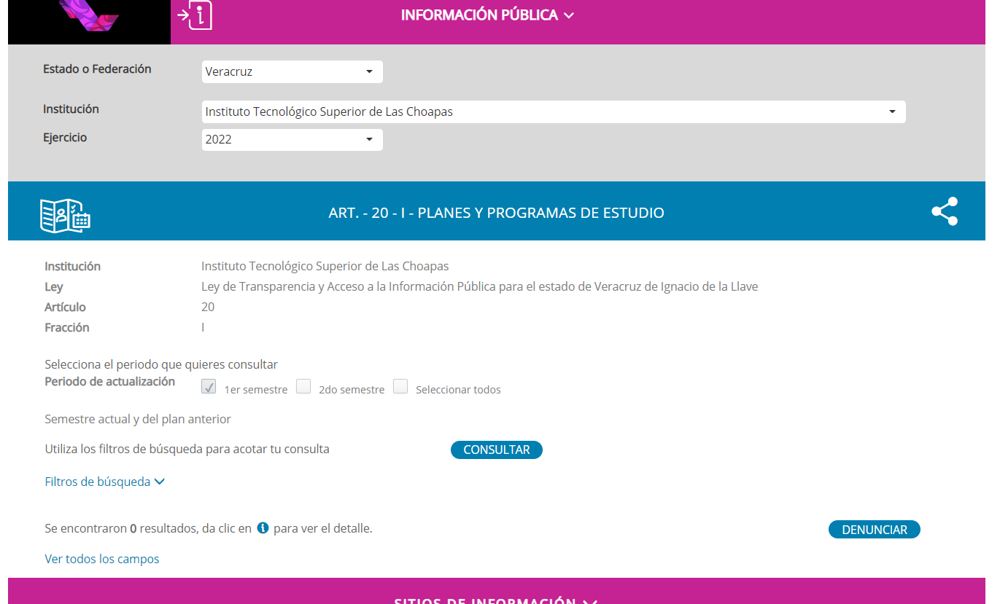 INFORMACIÓN PÚBLICA
Estado o Federación Veracruz
Institución Instituto Tecnológico Superior de Las Choapas
Ejercicio 2022
ART. - 20 - I - PLANES Y PROGRAMAS DE ESTUDIO
Institución Instituto Tecnológico Superior de Las Choapas
Ley Ley de Transparencia y Acceso a la Información Pública para el estado de Veracruz de Ignacio de la Llave
Artículo 20
Fracción I
Selecciona el periodo que quieres consultar
Periodo de actualización 1er semestre 2do semestre Seleccionar todos
Semestre actual y del plan anterior
Utiliza los filtros de búsqueda para acotar tu consulta CONSULTAR
Filtros de búsqueda
Se encontraron 0 resultados, da clic en i para ver el detalle. DENUNCIAR
Ver todos los campos
SITIOS DE INFORMACIÓN